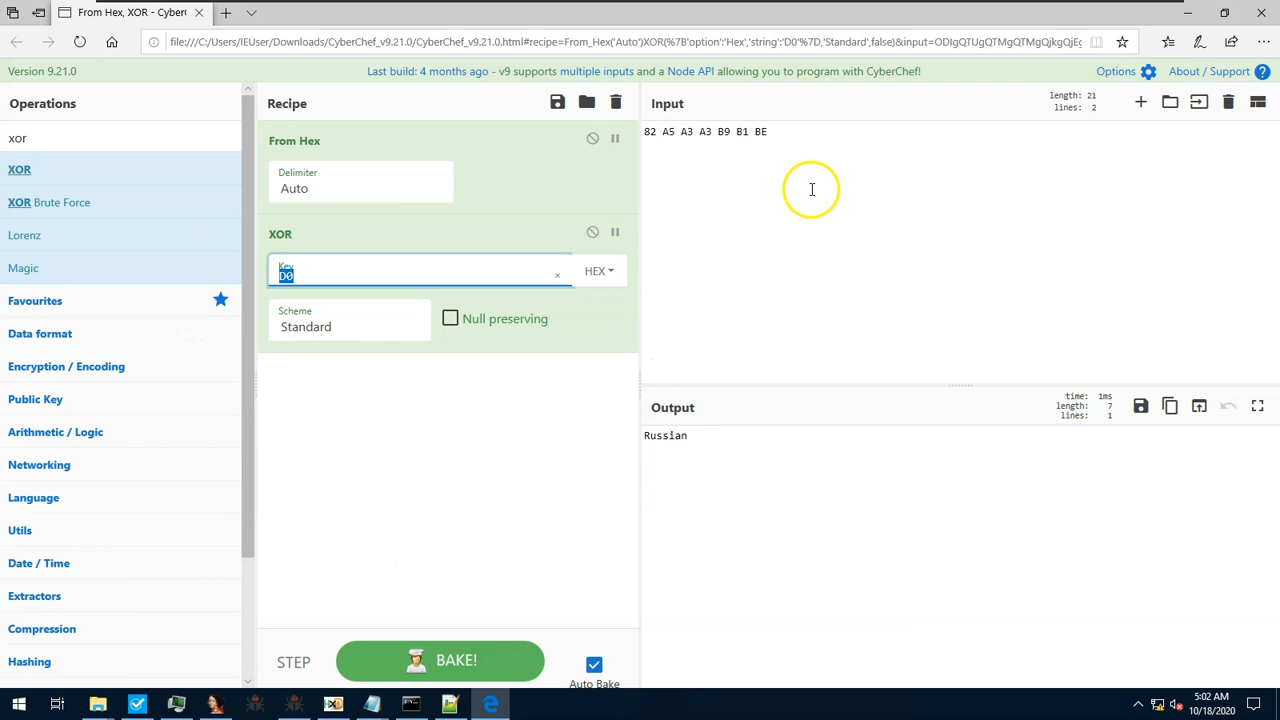 From Hex, XOR - CyberChef
file:///C:/Users/IEUser/Downloads/CyberChef_v9.21.0/CyberChef_v9.21.0.html#recipe=From_Hex('Auto')XOR(%7B'option':'Hex','string':'D0'%7D,'Standard',false)&input=ODIgQTUgQTMgQTMgQjkgQjEg
Version 9.21.0
Last build: 4 months ago - v9 supports multiple inputs and a Node API allowing you to program with CyberChef!
Options
About / Support
Operations
xor
XOR
XOR Brute Force
Lorenz
Magic
Favourites
Data format
Encryption / Encoding
Public Key
Arithmetic / Logic
Networking
Language
Utils
Date / Time
Extractors
Compression
Hashing
Recipe
From Hex
Delimiter
Auto
XOR
Key
D0
HEX
Scheme
Standard
Null preserving
STEP
BAKE!
Auto Bake
Input
length: 21
lines: 2
82 A5 A3 A3 B9 B1 BE
Output
time: 1ms
length: 7
lines: 1
Russian
5:02 AM
10/18/2020